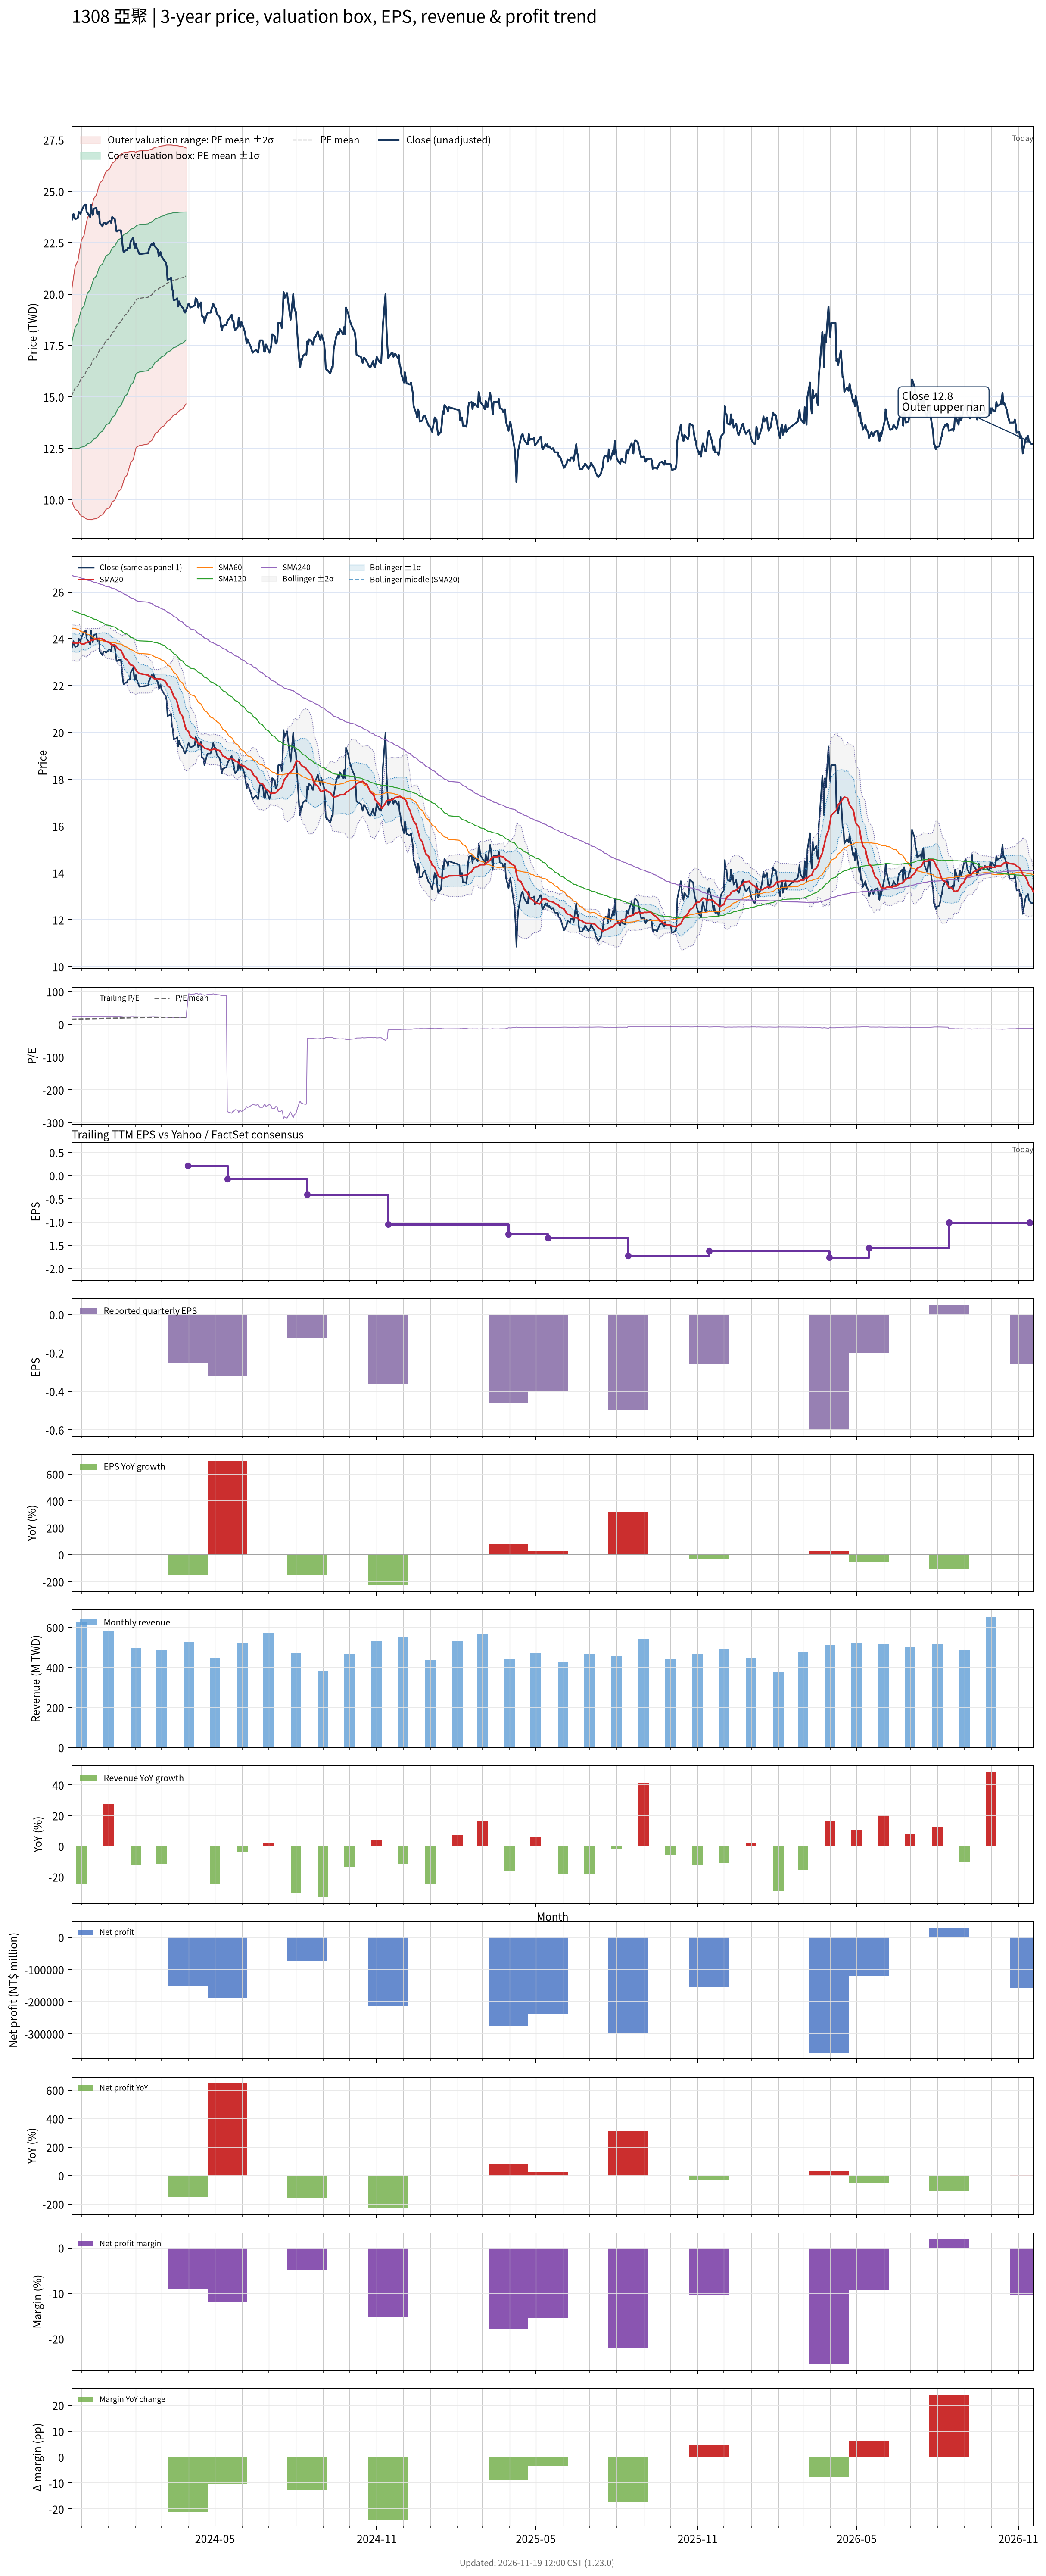 1308 亞聚 | 3-year price, valuation box, EPS, revenue & profit trend
Outer valuation range: PE mean ±2σ
PE mean
Close (unadjusted)
Core valuation box: PE mean ±1σ
Today
27.5
25.0
22.5
20.0
17.5
15.0
12.5
10.0
Price (TWD)
Close 12.8
Outer upper nan
Close (same as panel 1)
SMA20
SMA60
SMA120
SMA240
Bollinger ±2σ
Bollinger ±1σ
Bollinger middle (SMA20)
26
24
22
20
18
16
14
12
10
Price
Trailing P/E
P/E mean
100
0
-100
-200
-300
P/E
Trailing TTM EPS vs Yahoo / FactSet consensus
Today
0.5
0.0
-0.5
-1.0
-1.5
-2.0
EPS
Reported quarterly EPS
0.0
-0.2
-0.4
-0.6
EPS
EPS YoY growth
600
400
200
0
-200
YoY (%)
Monthly revenue
600
400
200
0
Revenue (M TWD)
Revenue YoY growth
40
20
0
-20
YoY (%)
Month
Net profit
0
-100000
-200000
-300000
Net profit (NT$ million)
Net profit YoY
600
400
200
0
-200
YoY (%)
Net profit margin
0
-10
-20
Margin (%)
Margin YoY change
20
10
0
-10
-20
Δ margin (pp)
2024-05
2024-11
2025-05
2025-11
2026-05
2026-11
Updated: 2026-11-19 12:00 CST (1.23.0)